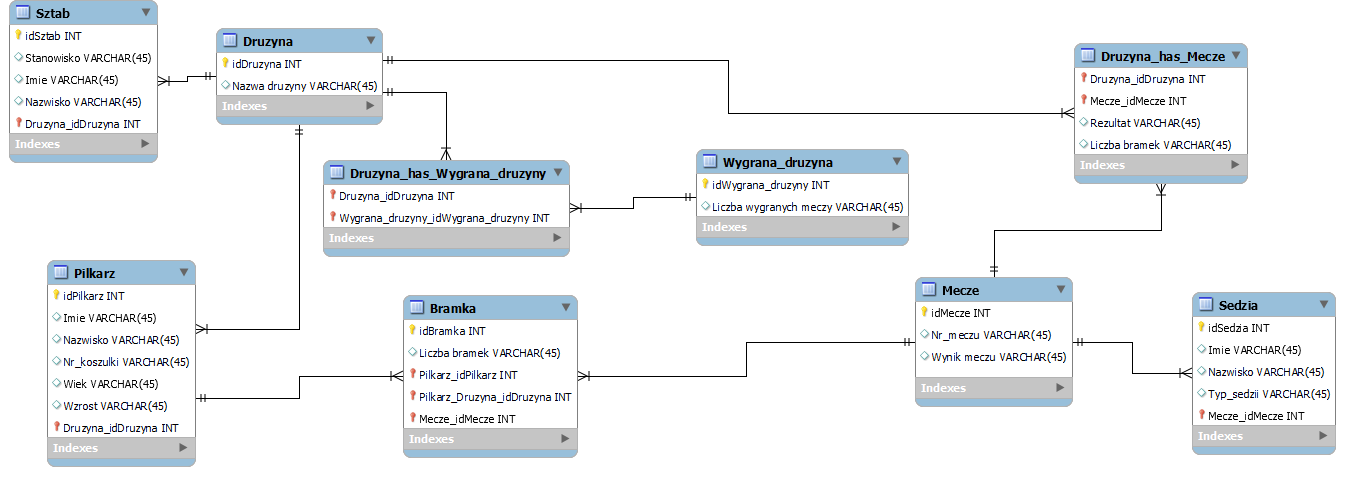 Sztab
idSztab INT
Stanowisko VARCHAR(45)
Imie VARCHAR(45)
Nazwisko VARCHAR(45)
Druzyna_idDruzyna INT
Indexes
Druzyna
idDruzyna INT
Nazwa druzyny VARCHAR(45)
Indexes
Druzyna_has_Mecze
Druzyna_idDruzyna INT
Mecze_idMecze INT
Rezultat VARCHAR(45)
Liczba bramek VARCHAR(45)
Indexes
Druzyna_has_Wygrana_druzyny
Druzyna_idDruzyna INT
Wygrana_druzyny_idWygrana_druzyny INT
Indexes
Wygrana_druzyna
idWygrana_druzyny INT
Liczba wygranych meczy VARCHAR(45)
Indexes
Pilkarz
idPilkarz INT
Imie VARCHAR(45)
Nazwisko VARCHAR(45)
Nr_koszulki VARCHAR(45)
Wiek VARCHAR(45)
Wzrost VARCHAR(45)
Druzyna_idDruzyna INT
Indexes
Bramka
idBramka INT
Liczba bramek VARCHAR(45)
Pilkarz_idPilkarz INT
Pilkarz_Druzyna_idDruzyna INT
Mecze_idMecze INT
Indexes
Mecze
idMecze INT
Nr_meczu VARCHAR(45)
Wynik meczu VARCHAR(45)
Indexes
Sedzia
idSedzia INT
Imie VARCHAR(45)
Nazwisko VARCHAR(45)
Typ_sedzii VARCHAR(45)
Mecze_idMecze INT
Indexes